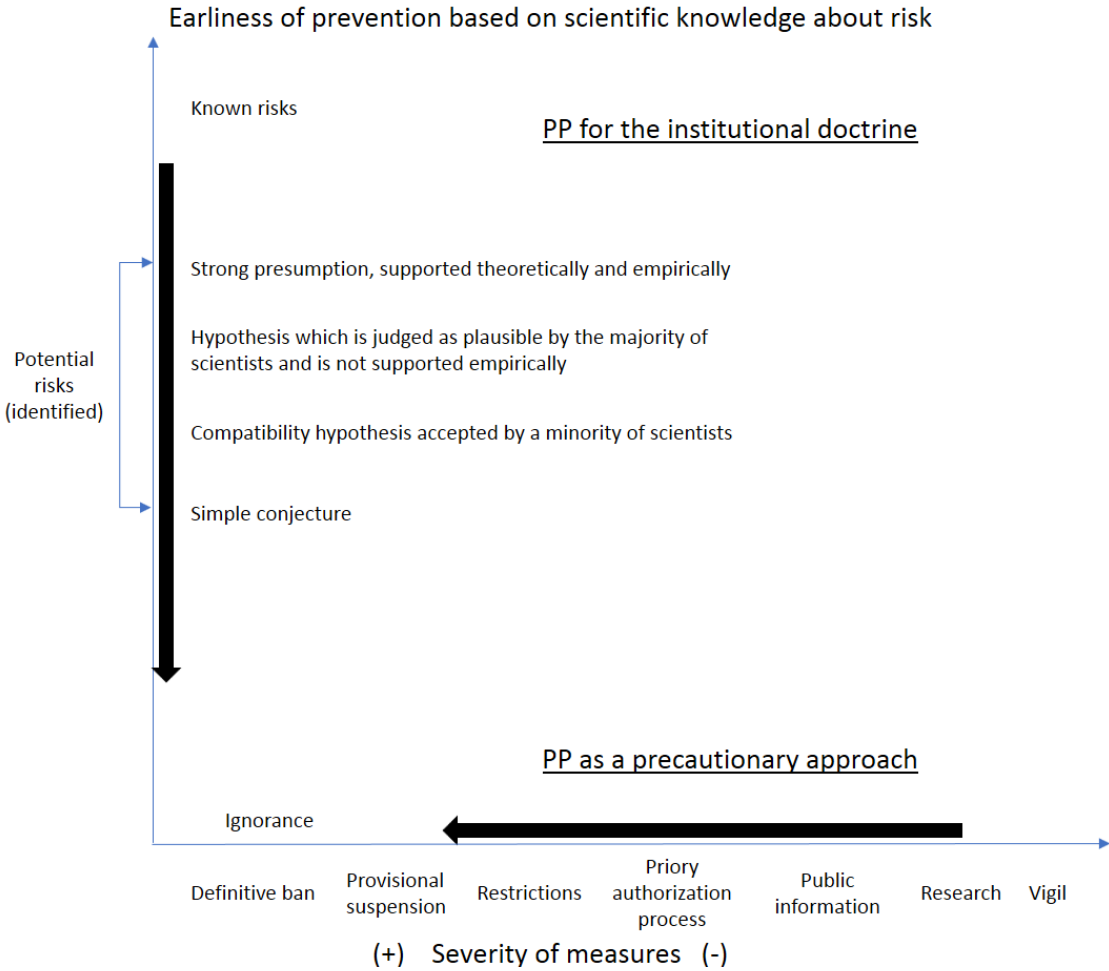 Earliness of prevention based on scientific knowledge about risk
Known risks
PP for the institutional doctrine
Strong presumption, supported theoretically and empirically
Hypothesis which is judged as plausible by the majority of
scientists and is not supported empirically
Potential
risks
(identified)
Compatibility hypothesis accepted by a minority of scientists
Simple conjecture
PP as a precautionary approach
Ignorance
Definitive ban
Provisional
suspension
Restrictions
Priory
authorization
process
Public
information
Research
Vigil
(+) Severity of measures (-)